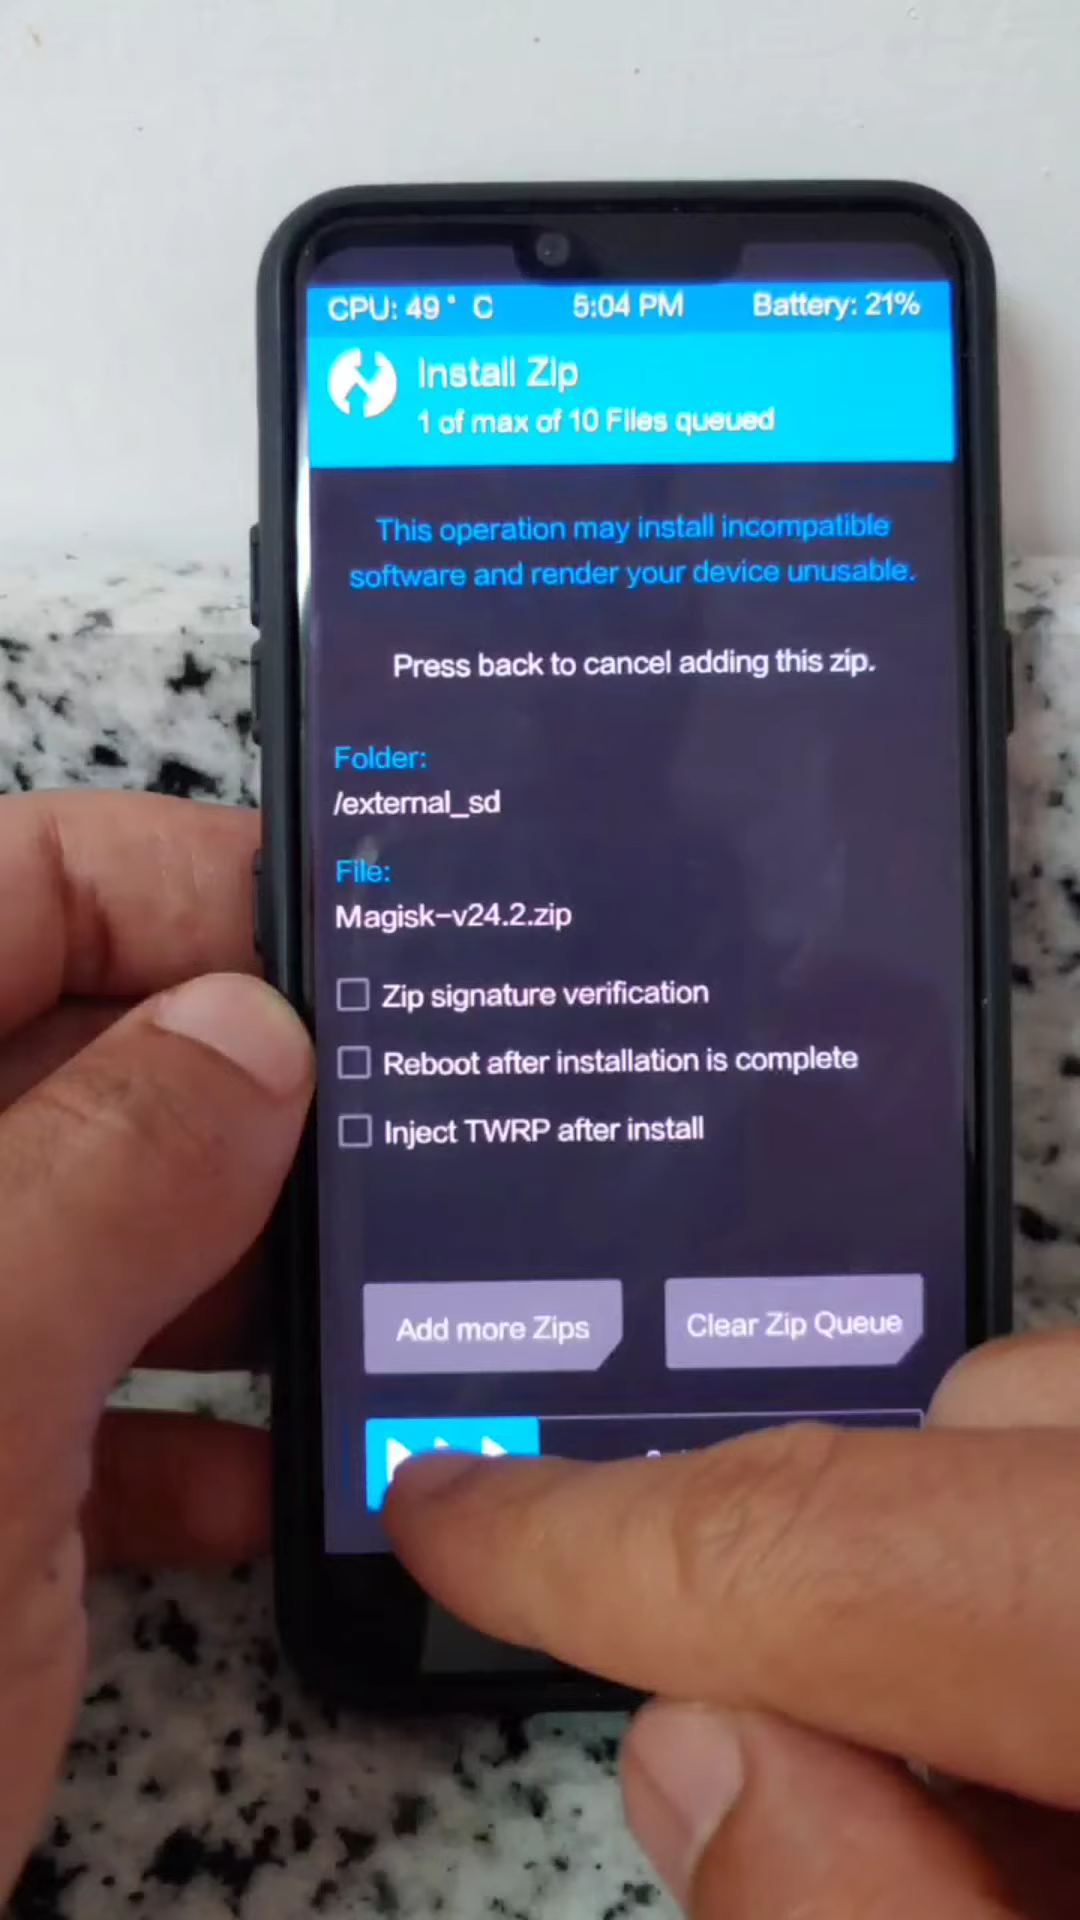 CPU: 49° C 5:04 PM Battery: 21%
Install Zip
1 of max of 10 Files queued
This operation may install incompatible
software and render your device unusable.
Press back to cancel adding this zip.
Folder:
/external_sd
File:
Magisk-v24.2.zip
Zip signature verification
Reboot after installation is complete
Inject TWRP after install
Add more Zips
Clear Zip Queue